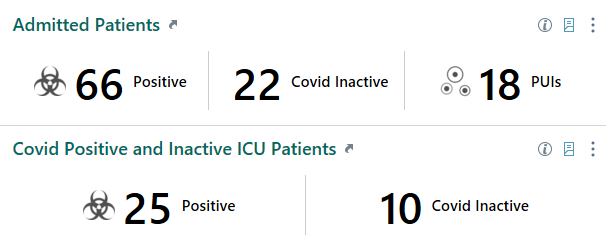 Admitted Patients
66 Positive 22 Covid Inactive 18 PUIs
Covid Positive and Inactive ICU Patients
25 Positive 10 Covid Inactive